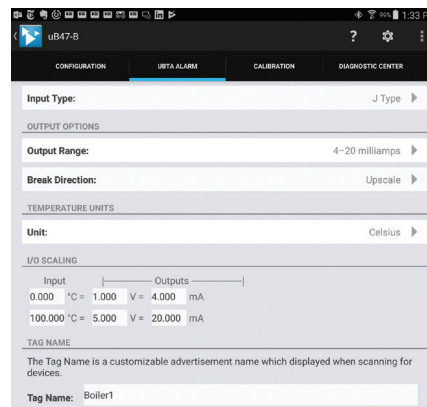 99% 1:33 P
uB47-B ?
CONFIGURATION UBTA ALARM CALIBRATION DIAGNOSTIC CENTER
Input Type: J Type
OUTPUT OPTIONS
Output Range: 4–20 milliamps
Break Direction: Upscale
TEMPERATURE UNITS
Unit: Celsius
I/O SCALING
Input |———— Outputs ————|
0.000 °C = 1.000 V = 4.000 mA
100.000 °C = 5.000 V = 20.000 mA
TAG NAME
The Tag Name is a customizable advertisement name which displayed when scanning for
devices.
Tag Name: Boiler1